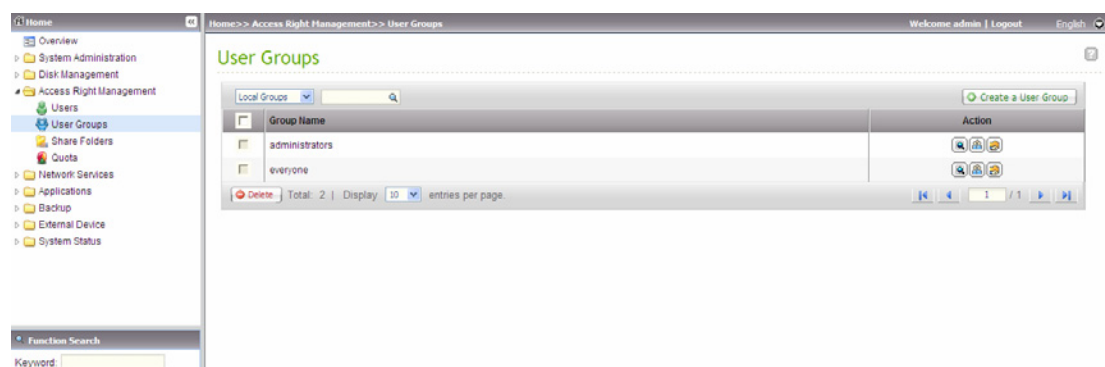 Home
Home>> Access Right Management>> User Groups
Welcome admin | Logout
English
Overview
System Administration
Disk Management
Access Right Management
Users
User Groups
Share Folders
Quota
Network Services
Applications
Backup
External Device
System Status
Function Search
Keyword:
User Groups
Local Groups
Create a User Group
Group Name
Action
administrators
everyone
Delete Total: 2 | Display 10 entries per page.
1 / 1